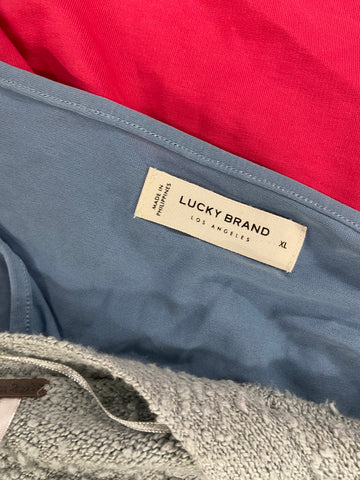 MADE IN
PHILIPPINES
LUCKY BRAND
LOS ANGELES
XL